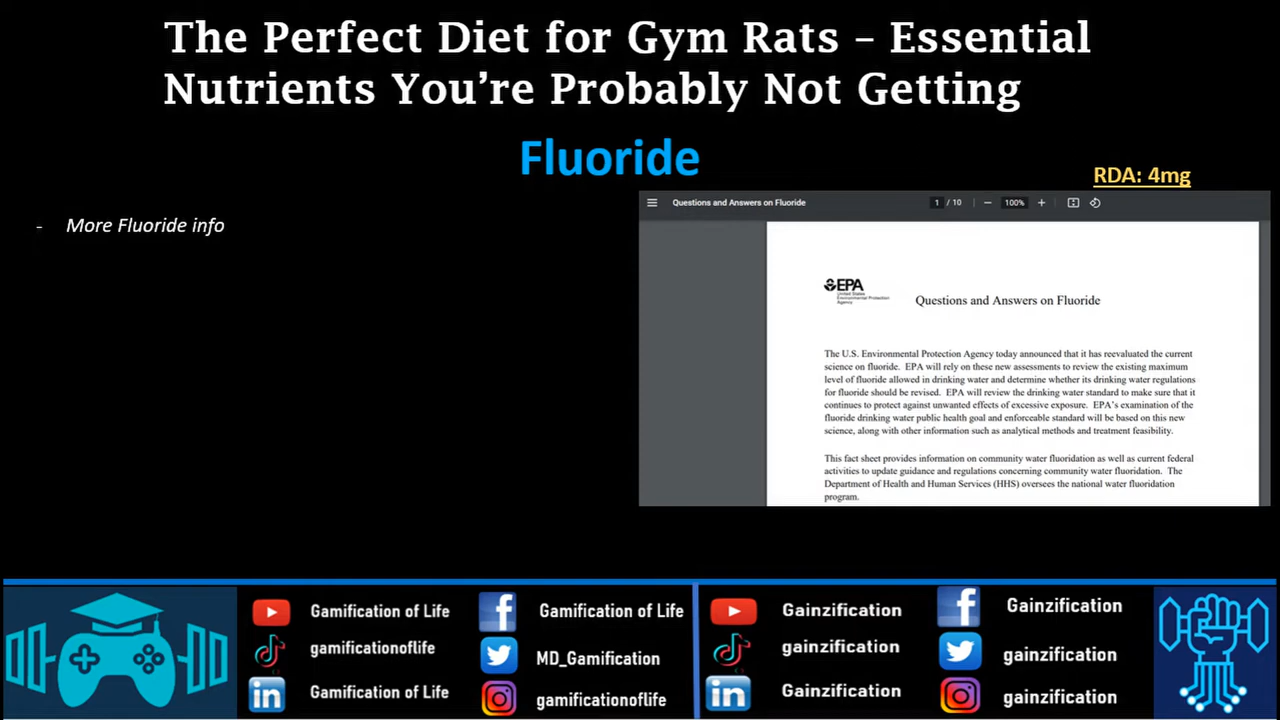 The Perfect Diet for Gym Rats – Essential
Nutrients You're Probably Not Getting
Fluoride
RDA: 4mg
- More Fluoride info
Questions and Answers on Fluoride
1 / 10
100%
EPA
United States
Environmental Protection
Agency
Questions and Answers on Fluoride
The U.S. Environmental Protection Agency today announced that it has reevaluated the current
science on fluoride. EPA will rely on these new assessments to review the existing maximum
level of fluoride allowed in drinking water and determine whether its drinking water regulations
for fluoride should be revised. EPA will review the drinking water standard to make sure that it
continues to protect against unwanted effects of excessive exposure. EPA's examination of the
fluoride drinking water public health goal and enforceable standard will be based on this new
science, along with other information such as analytical methods and treatment feasibility.
This fact sheet provides information on community water fluoridation as well as current federal
activities to update guidance and regulations concerning community water fluoridation. The
Department of Health and Human Services (HHS) oversees the national water fluoridation
program.
Gamification of Life
gamificationoflife
Gamification of Life
Gamification of Life
MD_Gamification
gamificationoflife
Gainzification
gainzification
Gainzification
Gainzification
gainzification
gainzification